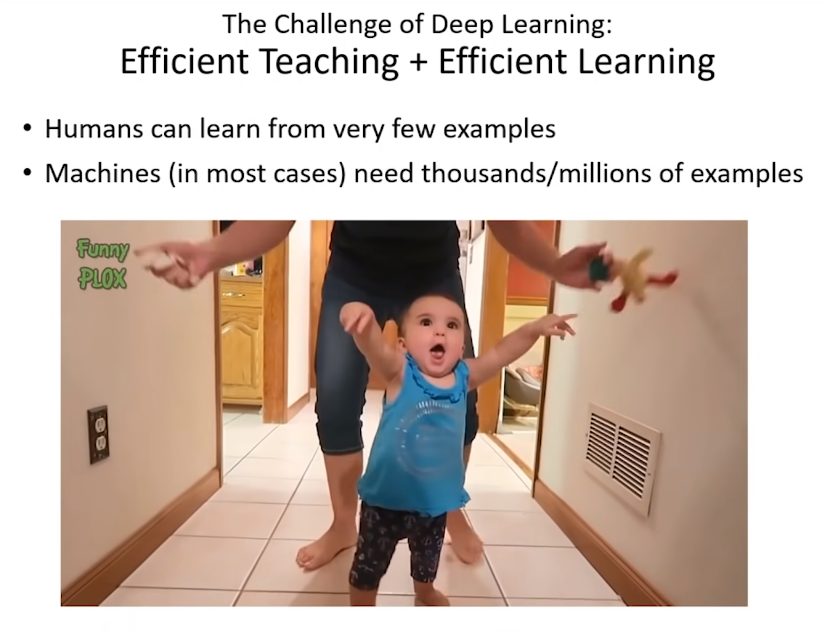 The Challenge of Deep Learning:
Efficient Teaching + Efficient Learning
• Humans can learn from very few examples
• Machines (in most cases) need thousands/millions of examples
Funny
PLOX